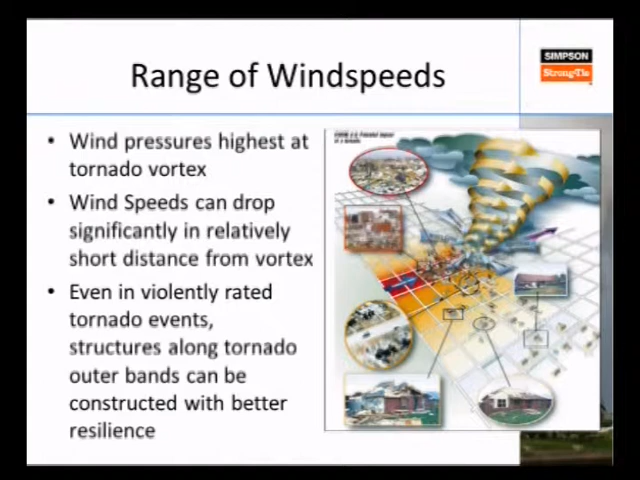 Range of Windspeeds
SIMPSON
Strong-Tie
• Wind pressures highest at
tornado vortex
• Wind Speeds can drop
significantly in relatively
short distance from vortex
• Even in violently rated
tornado events,
structures along tornado
outer bands can be
constructed with better
resilience